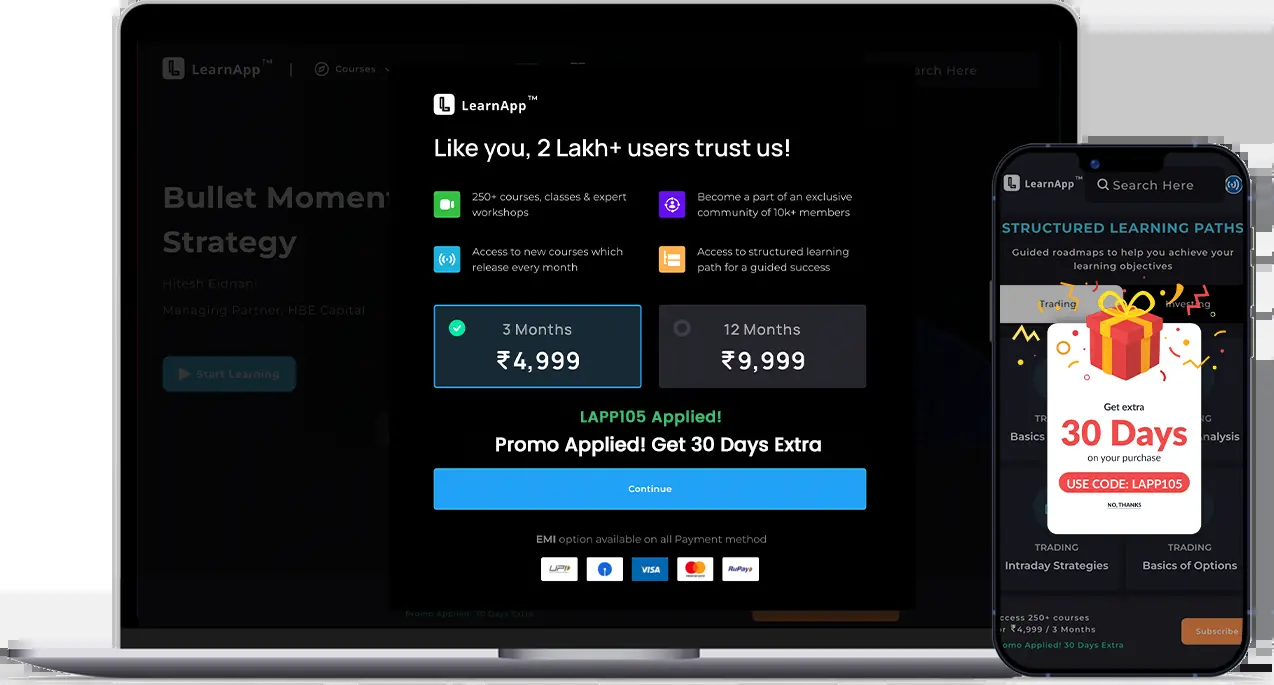 LearnApp™ | Courses
arch Here
Bullet Moment
Strategy
Hitesh Eidnani
Managing Partner, HBE Capital
Start Learning
LearnApp™
Like you, 2 Lakh+ users trust us!
250+ courses, classes & expert
workshops
Become a part of an exclusive
community of 10k+ members
Access to new courses which
release every month
Access to structured learning
path for a guided success
3 Months
₹4,999
12 Months
₹9,999
LAPP105 Applied!
Promo Applied! Get 30 Days Extra
Continue
EMI option available on all Payment method
UPI
VISA
RuPay
Promo Applied: 15 Days Extra
LearnApp™
Search Here
STRUCTURED LEARNING PATHS
Guided roadmaps to help you achieve your
learning objectives
Trading
Investing
Get extra
30 Days
on your purchase
USE CODE: LAPP105
NO, THANKS
TR
NG
Basics
nalysis
TRADING
Intraday Strategies
TRADING
Basics of Options
ccess 250+ courses
or ₹4,999 / 3 Months
omo Applied! 30 Days Extra
Subscribe